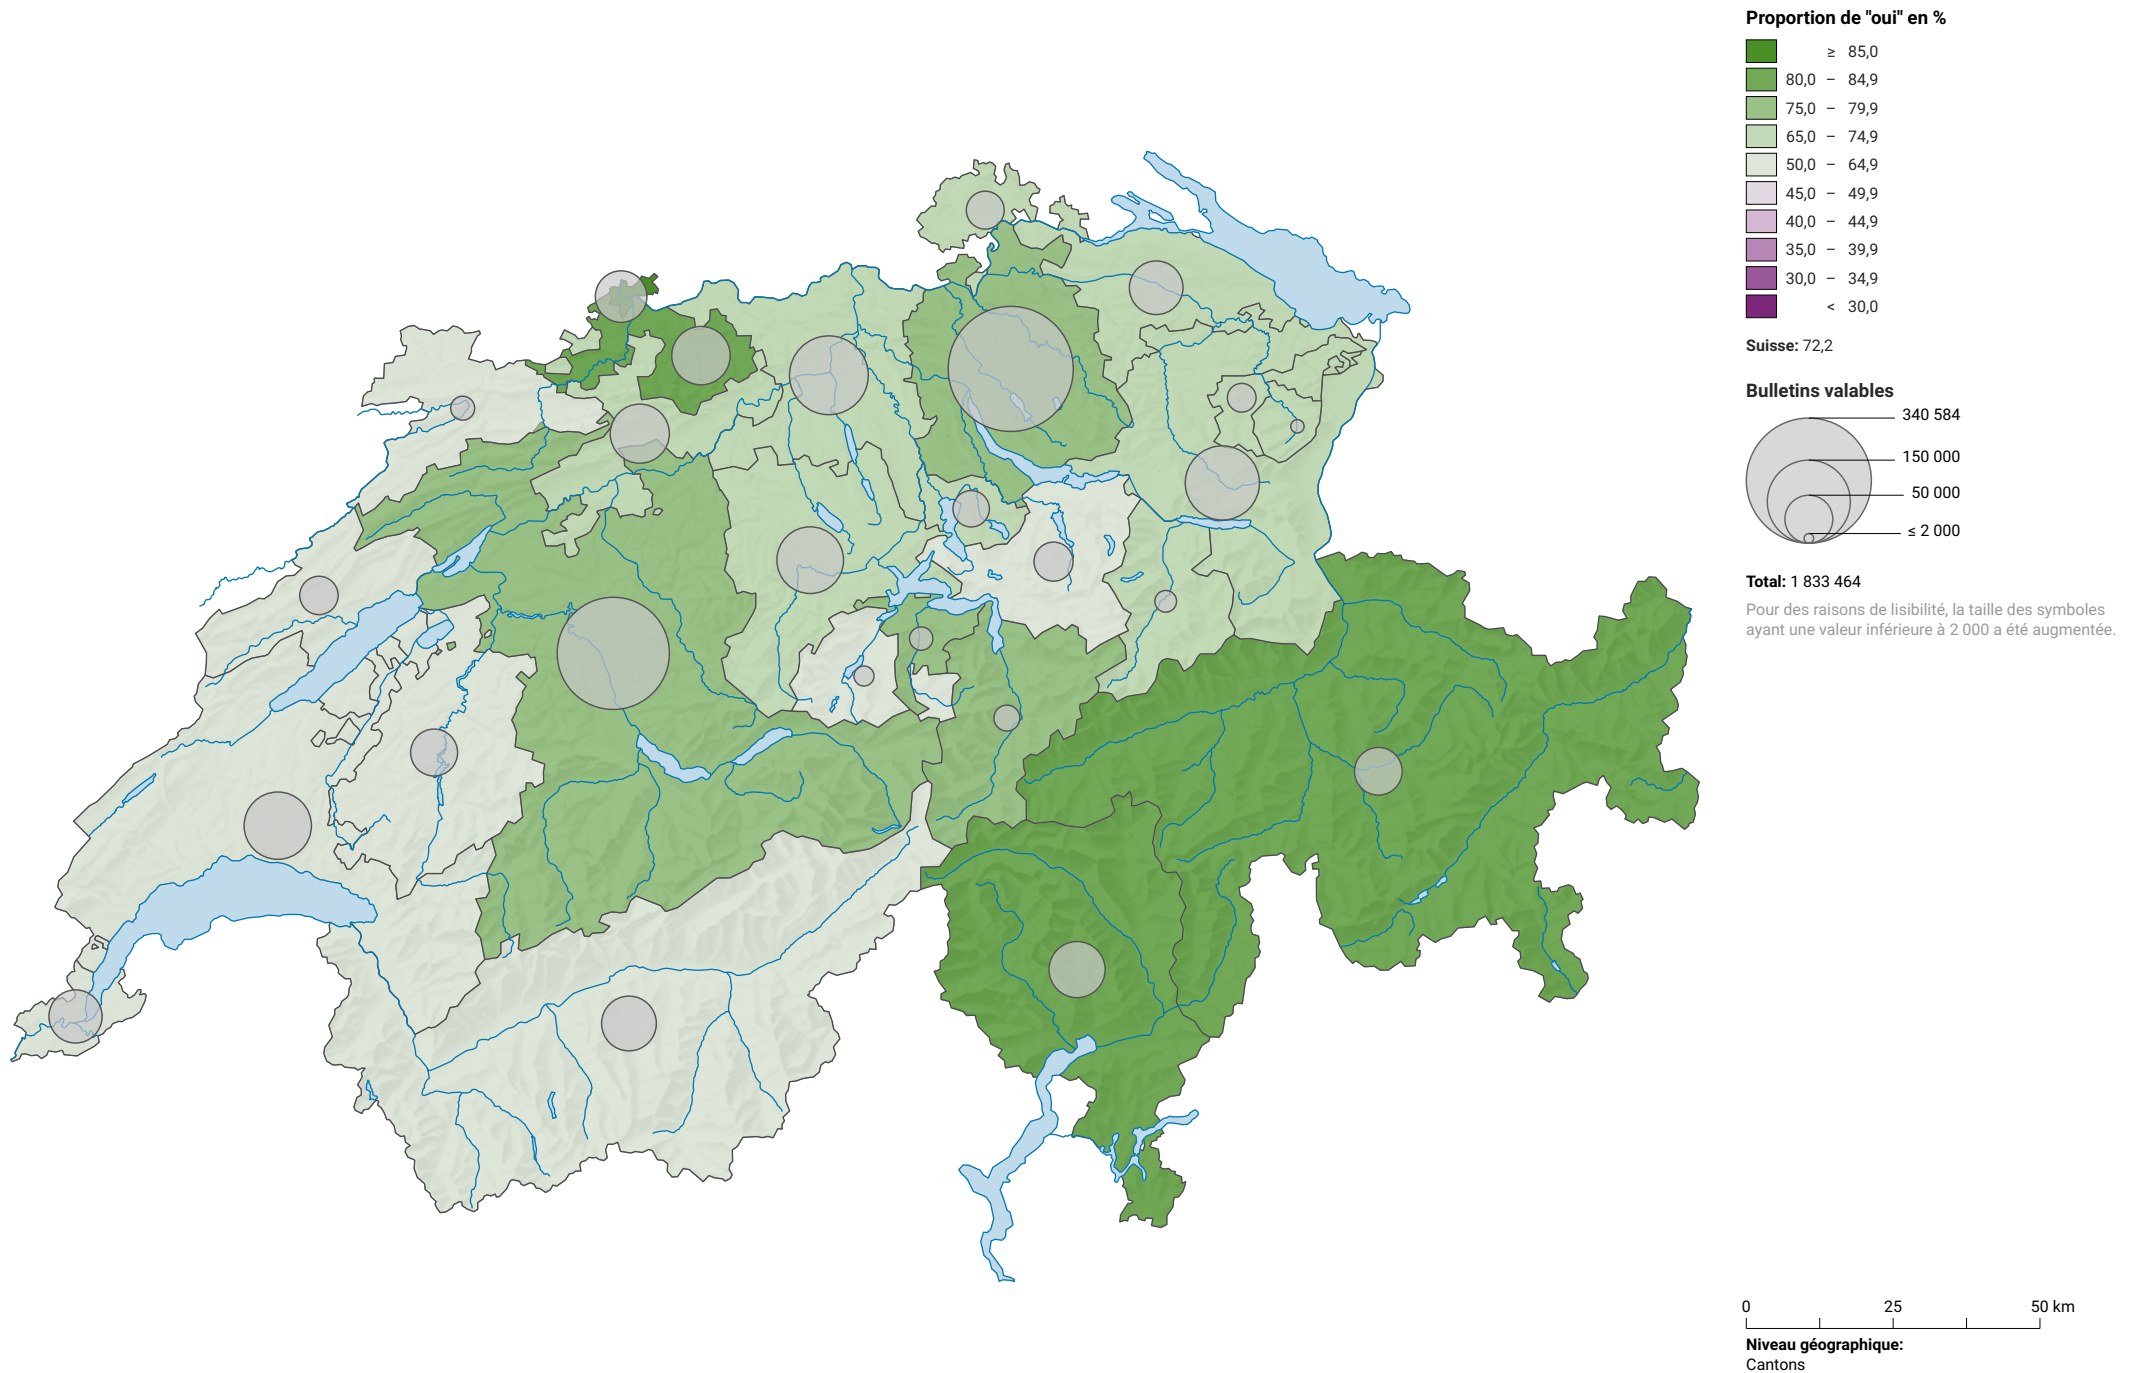 Proportion de "oui" en %
≥ 85,0
80,0 – 84,9
75,0 – 79,9
65,0 – 74,9
50,0 – 64,9
45,0 – 49,9
40,0 – 44,9
35,0 – 39,9
30,0 – 34,9
< 30,0
Suisse: 72,2
Bulletins valables
340 584
150 000
50 000
≤ 2 000
Total: 1 833 464
Pour des raisons de lisibilité, la taille des symboles
ayant une valeur inférieure à 2 000 a été augmentée.
0 25 50 km
Niveau géographique:
Cantons